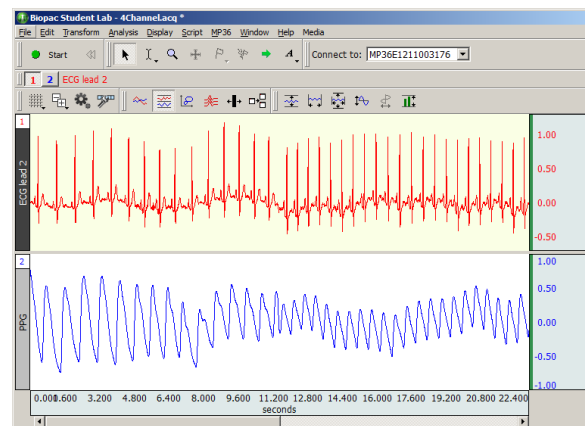 Biopac Student Lab - 4Channel.acq *
File Edit Transform Analysis Display Script MP36 Window Help Media
Start A Connect to: MP36E1211003176
1 2 ECG lead 2
1
ECG lead 2
1.00
0.50
0.00
-0.50
2
PPG
1.00
0.50
0.00
-0.50
-1.00
0.000 1.600 3.200 4.800 6.400 8.000 9.600 11.200 12.800 14.400 16.000 17.600 19.200 20.800 22.400
seconds